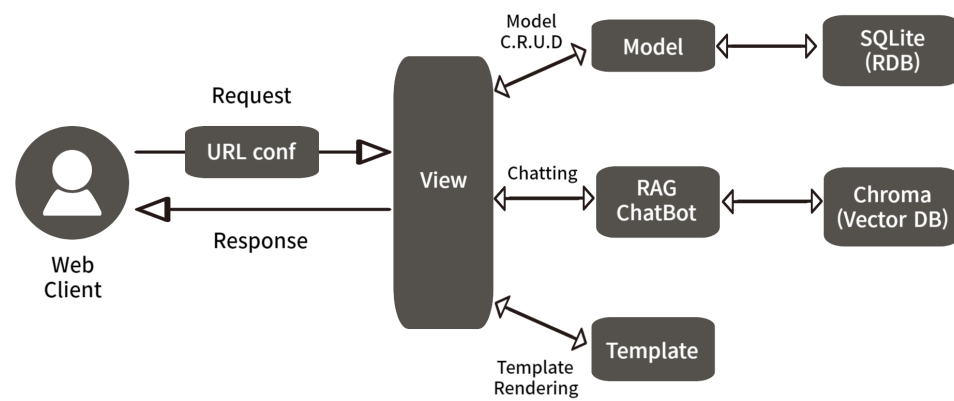 Request
URL conf
Response
Web
Client
View
Model
C.R.U.D
Model
SQLite
(RDB)
Chatting
RAG
ChatBot
Chroma
(Vector DB)
Template
Rendering
Template